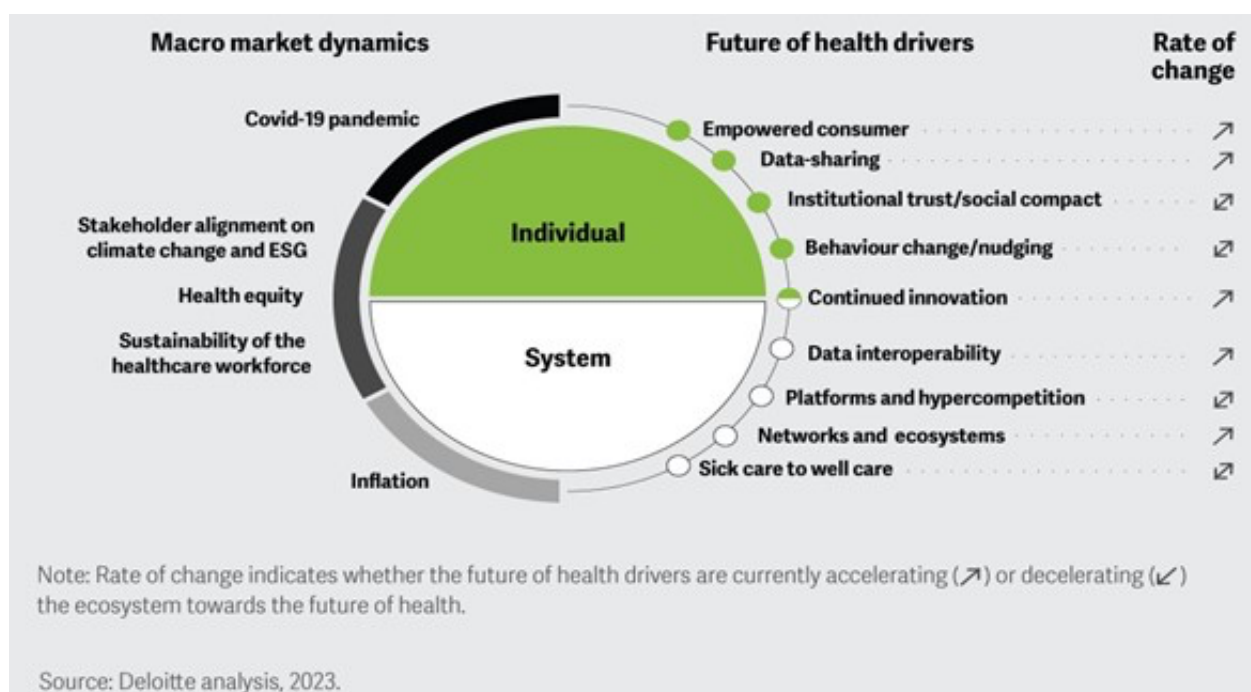 Macro market dynamics
Future of health drivers
Rate of
change
Covid-19 pandemic
Stakeholder alignment on
climate change and ESG
Health equity
Sustainability of the
healthcare workforce
Inflation
Individual
System
Empowered consumer ↗
Data-sharing ↗
Institutional trust/social compact ⤢
Behaviour change/nudging ⤢
Continued innovation ↗
Data interoperability ↗
Platforms and hypercompetition ⤢
Networks and ecosystems ↗
Sick care to well care ⤢
Note: Rate of change indicates whether the future of health drivers are currently accelerating (↗) or decelerating (↙)
the ecosystem towards the future of health.
Source: Deloitte analysis, 2023.